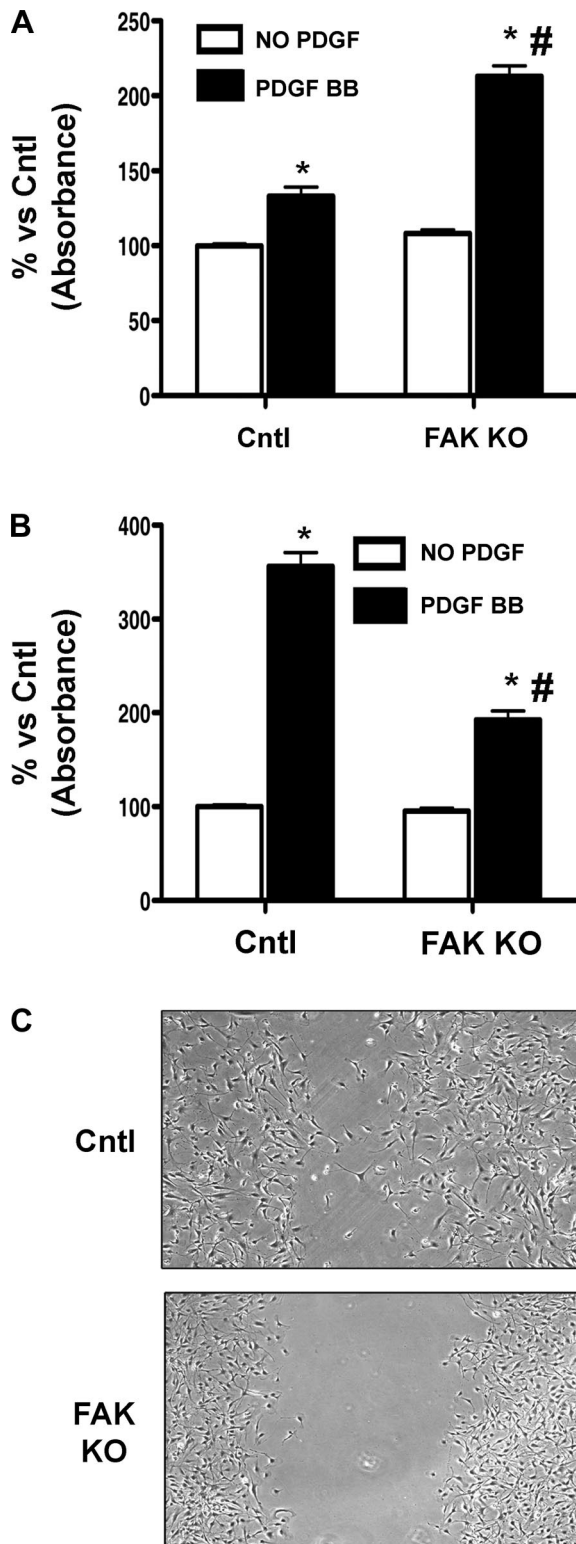 A
% vs Cntl
(Absorbance)
250
200
150
100
50
0
NO PDGF
PDGF BB
*
* #
Cntl
FAK KO
B
% vs Cntl
(Absorbance)
400
300
200
100
0
*
NO PDGF
PDGF BB
* #
Cntl
FAK KO
C
Cntl
FAK
KO